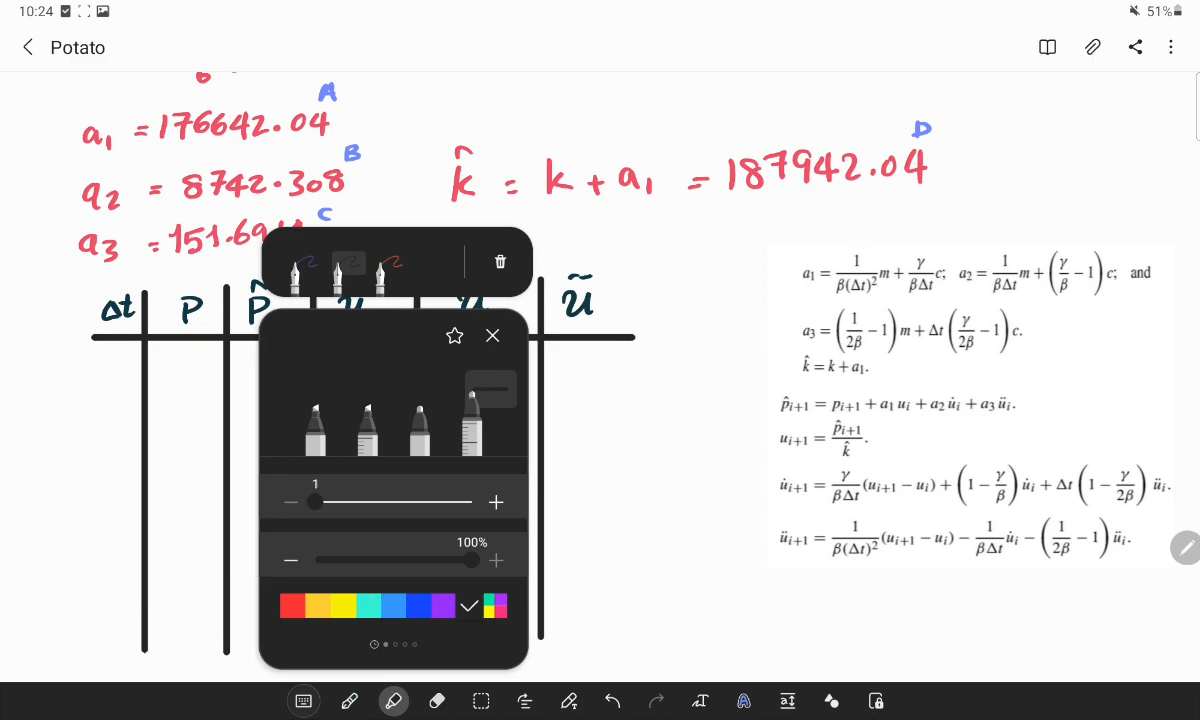 10:24 51%
Potato
a1 = 176642.04 A
a2 = 8742.308 B
a3 = 151.69 C
k̂ = k + a1 = 187942.04 D
Δt P P̂ u ü
1
100%
a₁ = 1/β(Δt)² m + γ/βΔt c; a₂ = 1/βΔt m + (γ/β − 1) c; and
a₃ = (1/2β − 1) m + Δt (γ/2β − 1) c.
k̂ = k + a₁.
p̂ᵢ₊₁ = pᵢ₊₁ + a₁ uᵢ + a₂ u̇ᵢ + a₃ üᵢ.
uᵢ₊₁ = p̂ᵢ₊₁/k̂.
u̇ᵢ₊₁ = γ/βΔt (uᵢ₊₁ − uᵢ) + (1 − γ/β) u̇ᵢ + Δt (1 − γ/2β) üᵢ.
üᵢ₊₁ = 1/β(Δt)² (uᵢ₊₁ − uᵢ) − 1/βΔt u̇ᵢ − (1/2β − 1) üᵢ.